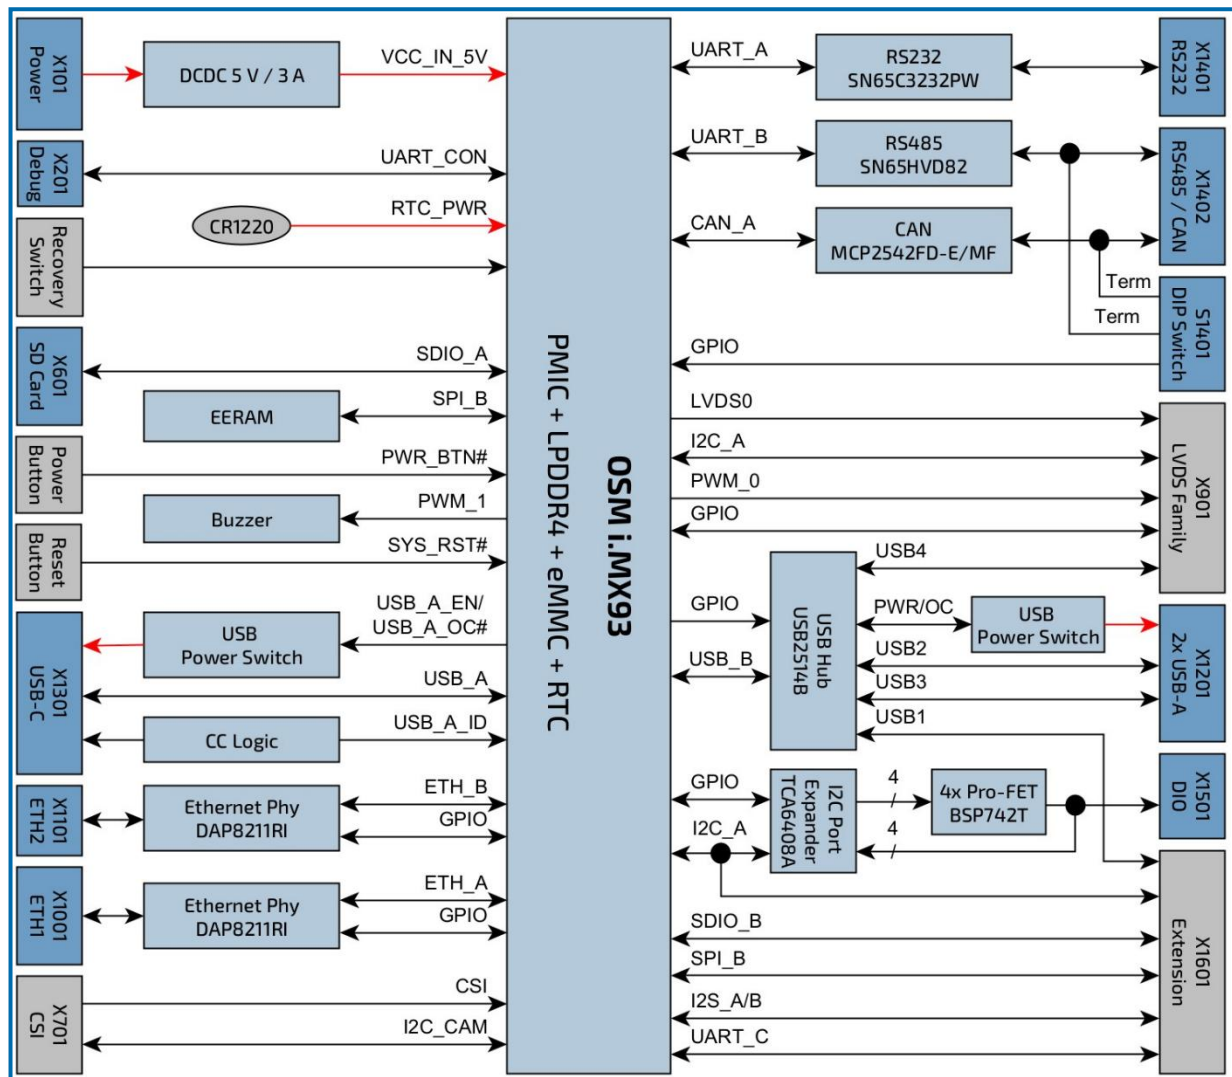 X101
Power
DCDC 5 V / 3 A
VCC_IN_5V
X201
Debug
UART_CON
CR1220
RTC_PWR
Recovery
Switch
X601
SD Card
SDIO_A
EERAM
SPI_B
Power
Button
PWR_BTN#
Buzzer
PWM_1
Reset
Button
SYS_RST#
X1301
USB-C
USB
Power Switch
USB_A_EN/
USB_A_OC#
USB_A
CC Logic
USB_A_ID
X1101
ETH2
Ethernet Phy
DAP8211RI
ETH_B
GPIO
X1001
ETH1
Ethernet Phy
DAP8211RI
ETH_A
GPIO
X701
CSI
CSI
I2C_CAM
OSM i.MX93
PMIC + LPDDR4 + eMMC + RTC
UART_A
RS232
SN65C3232PW
X1401
RS232
UART_B
RS485
SN65HVD82
X1402
RS485 / CAN
CAN_A
CAN
MCP2542FD-E/MF
Term
Term
S1401
DIP Switch
GPIO
LVDS0
I2C_A
PWM_0
GPIO
X901
LVDS Family
USB4
GPIO
USB_B
USB Hub
USB2514B
PWR/OC
USB
Power Switch
USB2
USB3
USB1
X1201
2x USB-A
GPIO
I2C_A
I2C Port
Expander
TCA6408A
4
4
4x Pro-FET
BSP742T
X1501
DIO
SDIO_B
SPI_B
I2S_A/B
UART_C
X1601
Extension